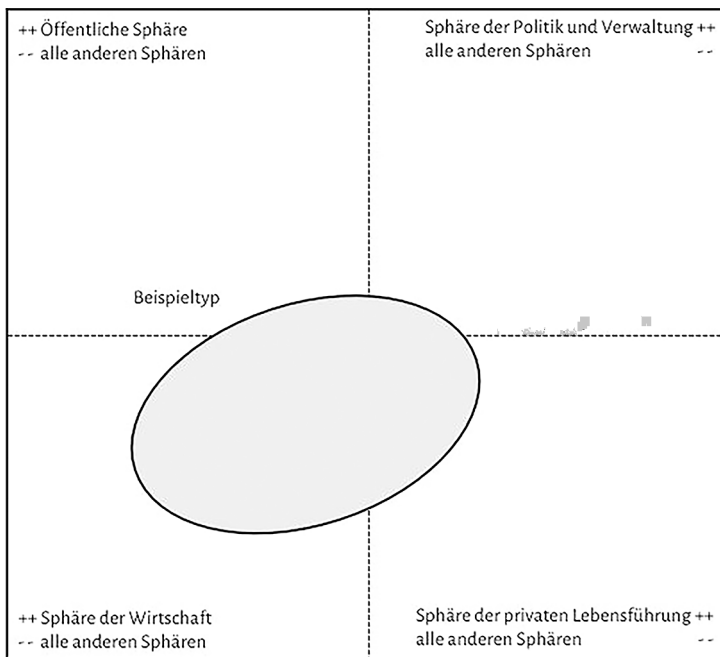 ++ Öffentliche Sphäre
-- alle anderen Sphären
Sphäre der Politik und Verwaltung ++
alle anderen Sphären --
Beispieltyp
++ Sphäre der Wirtschaft
-- alle anderen Sphären
Sphäre der privaten Lebensführung ++
alle anderen Sphären --